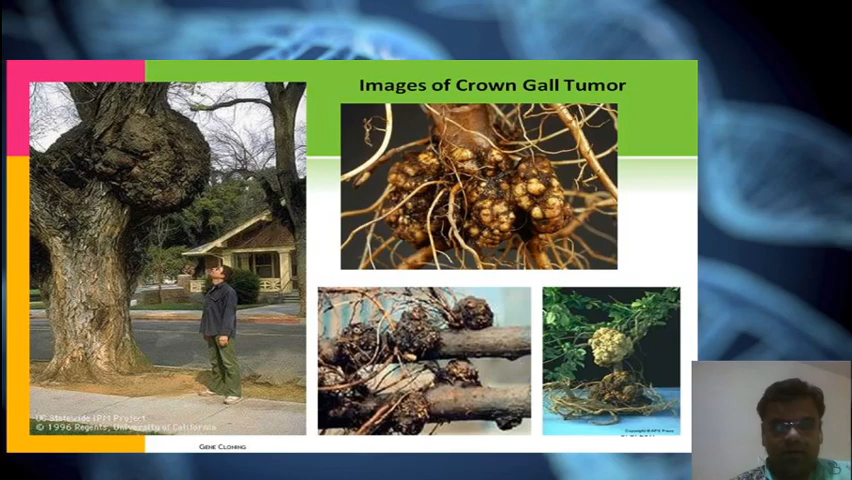 Images of Crown Gall Tumor
UC Statewide IPM Project
© 1996 Regents, University of California
GENE CLONING